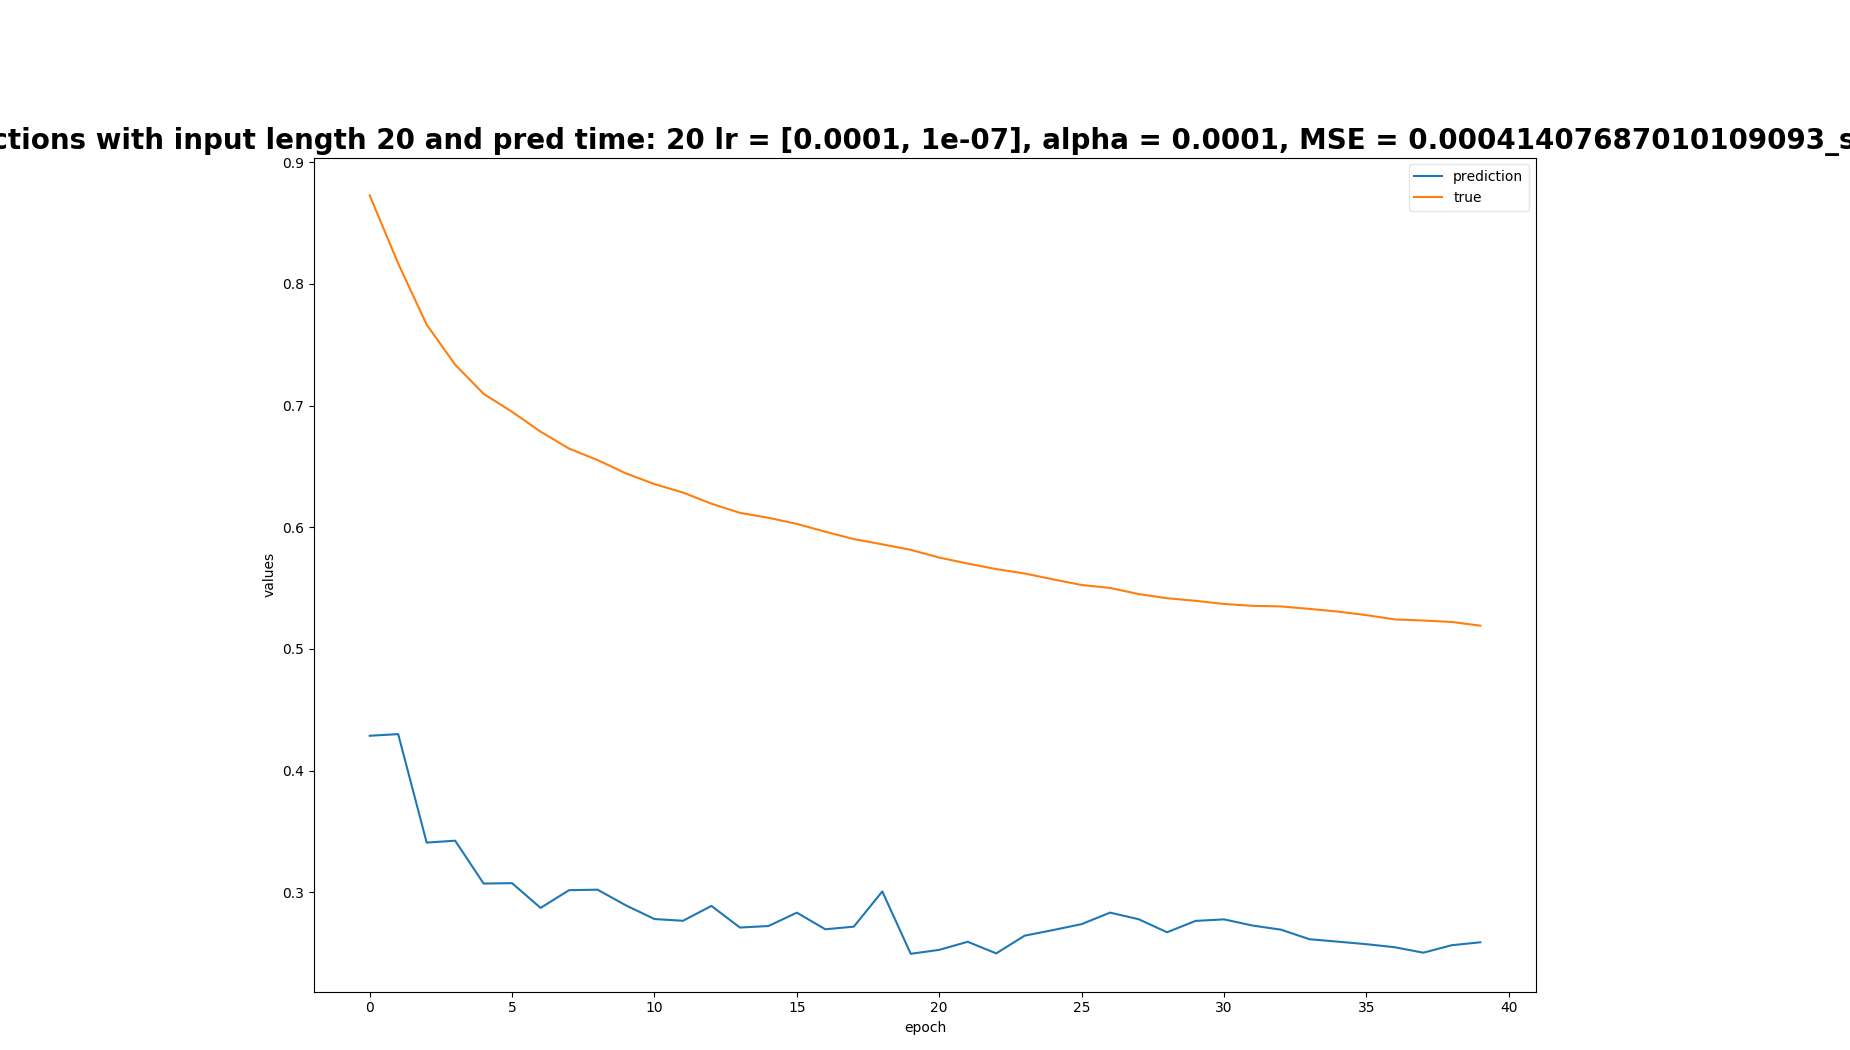 ctions with input length 20 and pred time: 20 lr = [0.0001, 1e-07], alpha = 0.0001, MSE = 0.00041407687010109093_s
prediction
true
0.9
0.8
0.7
0.6
0.5
0.4
0.3
values
0 5 10 15 20 25 30 35 40
epoch